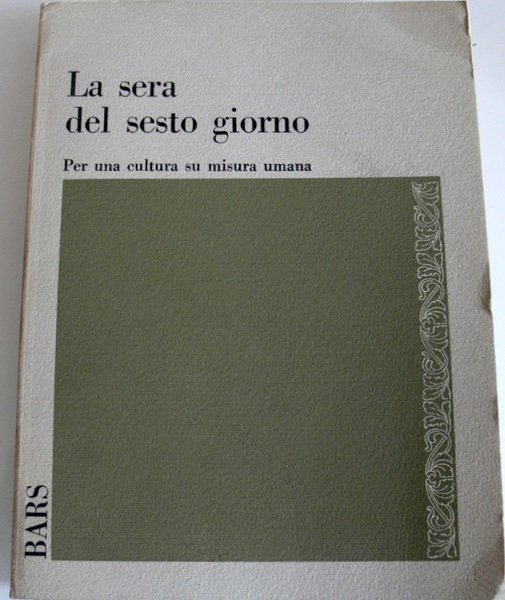 La sera
del sesto giorno
Per una cultura su misura umana
BARS